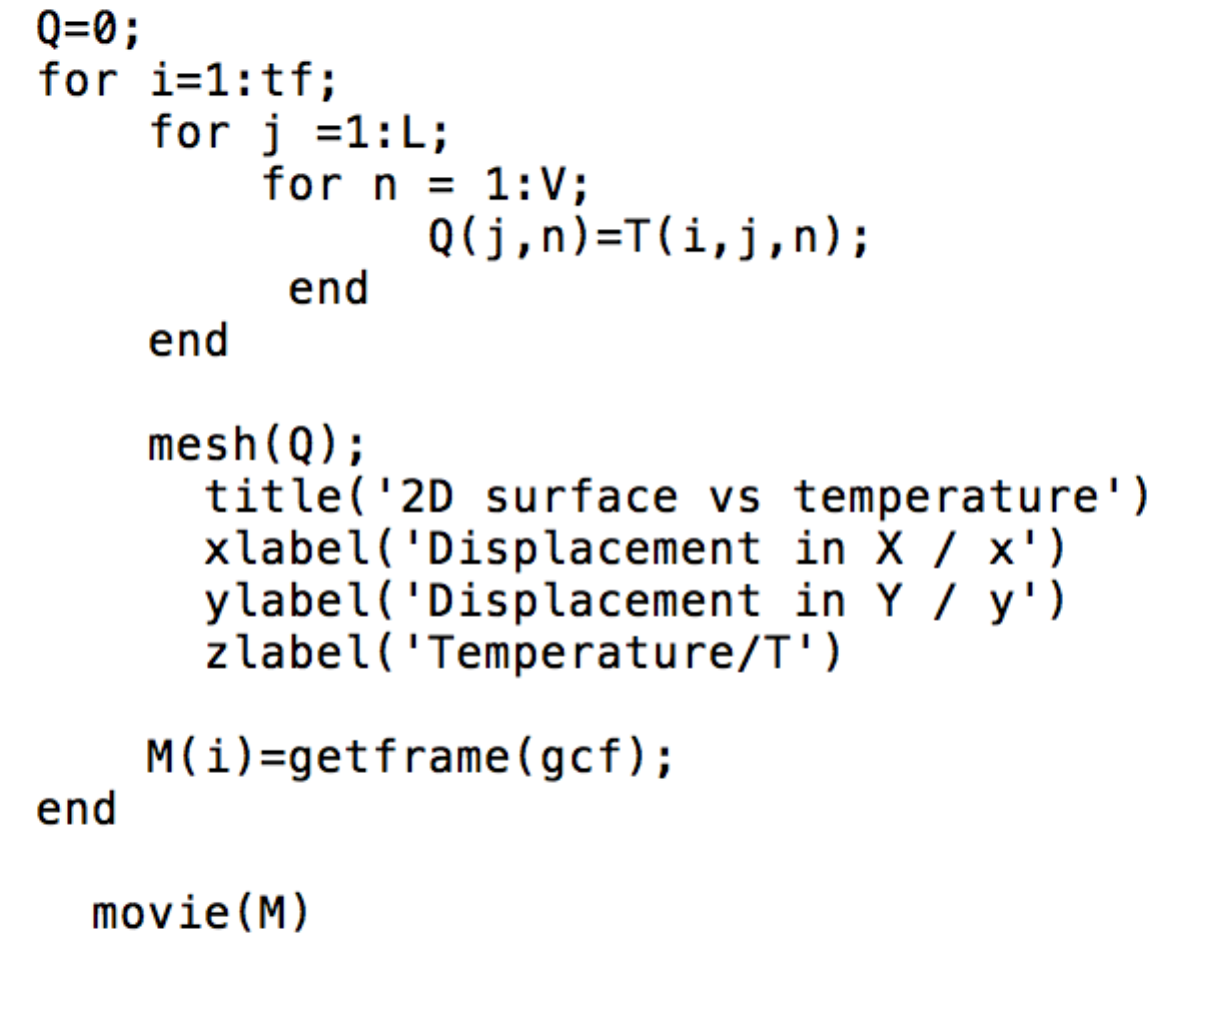 Q=0;
for i=1:tf;
    for j =1:L;
        for n = 1:V;
              Q(j,n)=T(i,j,n);
         end
    end
    mesh(Q);
      title('2D surface vs temperature')
      xlabel('Displacement in X / x')
      ylabel('Displacement in Y / y')
      zlabel('Temperature/T')
    M(i)=getframe(gcf);
end
  movie(M)